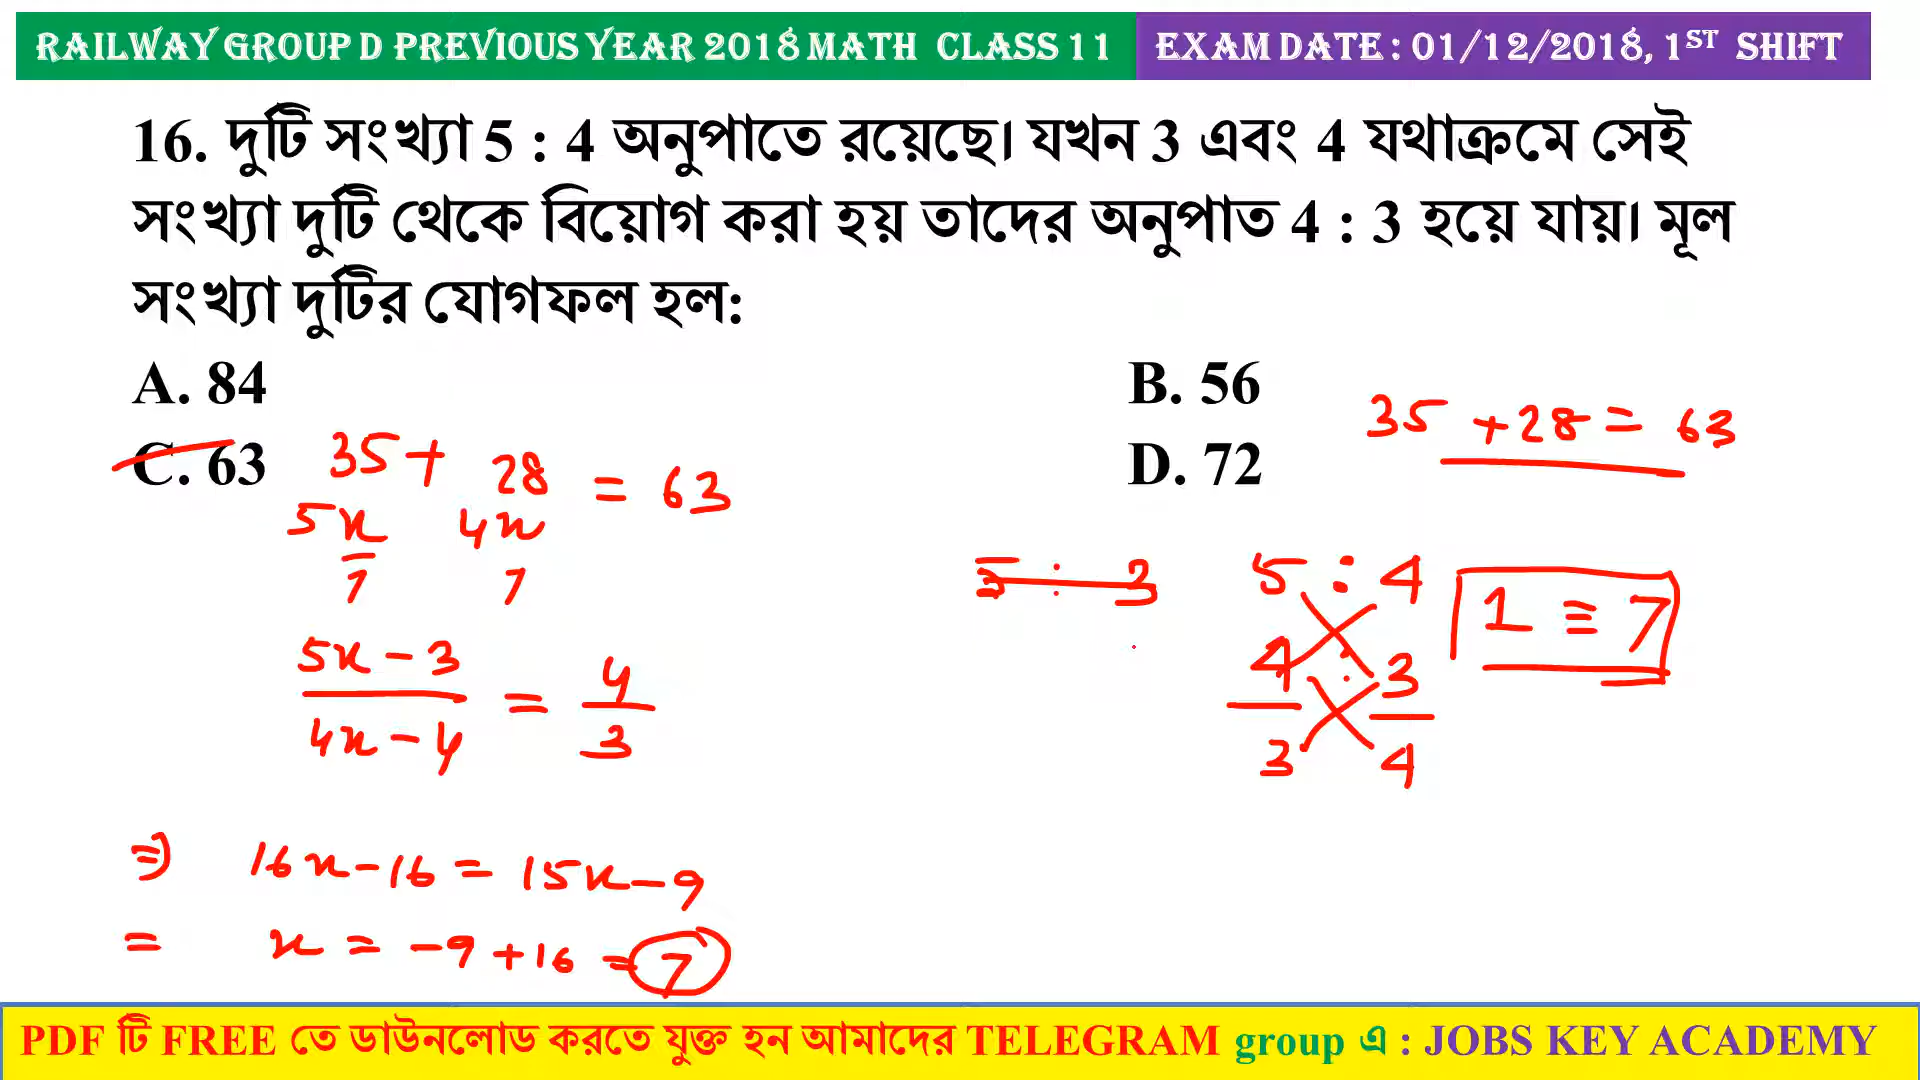 RAILWAY GROUP D PREVIOUS YEAR 2018 MATH CLASS 11 EXAM DATE : 01/12/2018, 1ST SHIFT
16. দুটি সংখ্যা 5 : 4 অনুপাতে রয়েছে। যখন 3 এবং 4 যথাক্রমে সেই
সংখ্যা দুটি থেকে বিয়োগ করা হয় তাদের অনুপাত 4 : 3 হয়ে যায়। মূল
সংখ্যা দুটির যোগফল হল:
A. 84
B. 56
C. 63
D. 72
35 + 28 = 63
35 + 28 = 63
5x 4x
7 7
5 : 3
5 : 4
1 ≡ 7
4 : 3
3 4
5x - 3 = 4
4x - 4 3
⇒ 16x - 16 = 15x - 9
= x = -9 + 16 = 7
PDF টি FREE তে ডাউনলোড করতে যুক্ত হন আমাদের TELEGRAM group এ : JOBS KEY ACADEMY